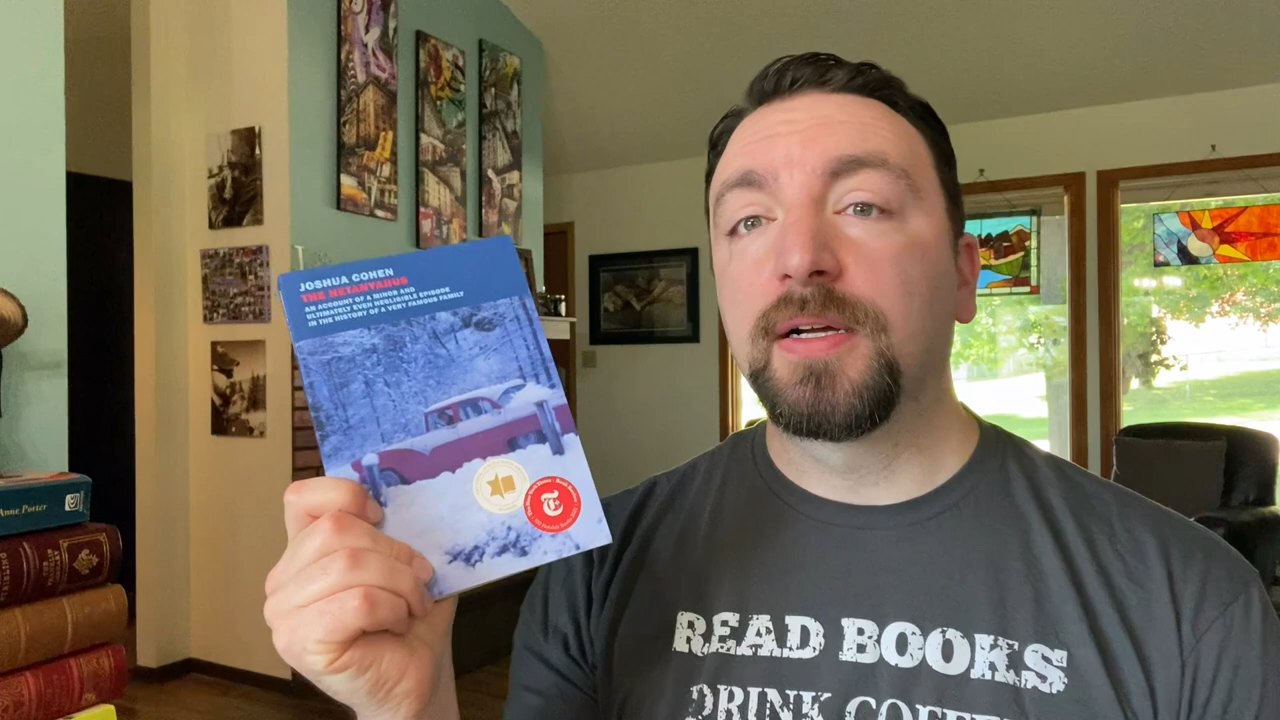 JOSHUA COHEN
THE NETANYAHUS
AN ACCOUNT OF A MINOR AND
ULTIMATELY EVEN NEGLIGIBLE EPISODE
IN THE HISTORY OF A VERY FAMOUS FAMILY
Anne Porter
READ BOOKS
DRINK COFFEE